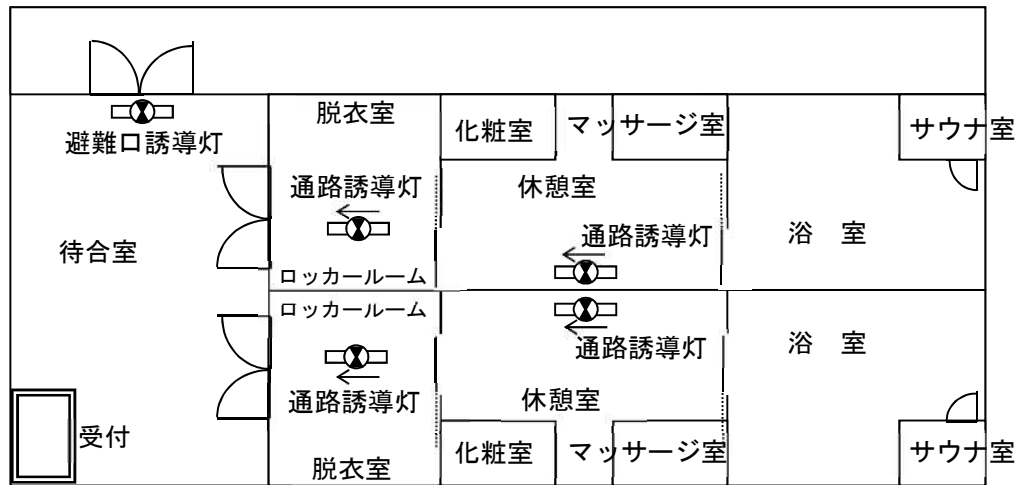 脱衣室
化粧室
マッサージ室
サウナ室
避難口誘導灯
通路誘導灯
休憩室
通路誘導灯
浴 室
待合室
ロッカールーム
ロッカールーム
浴 室
通路誘導灯
通路誘導灯
休憩室
受付
脱衣室
化粧室
マッサージ室
サウナ室